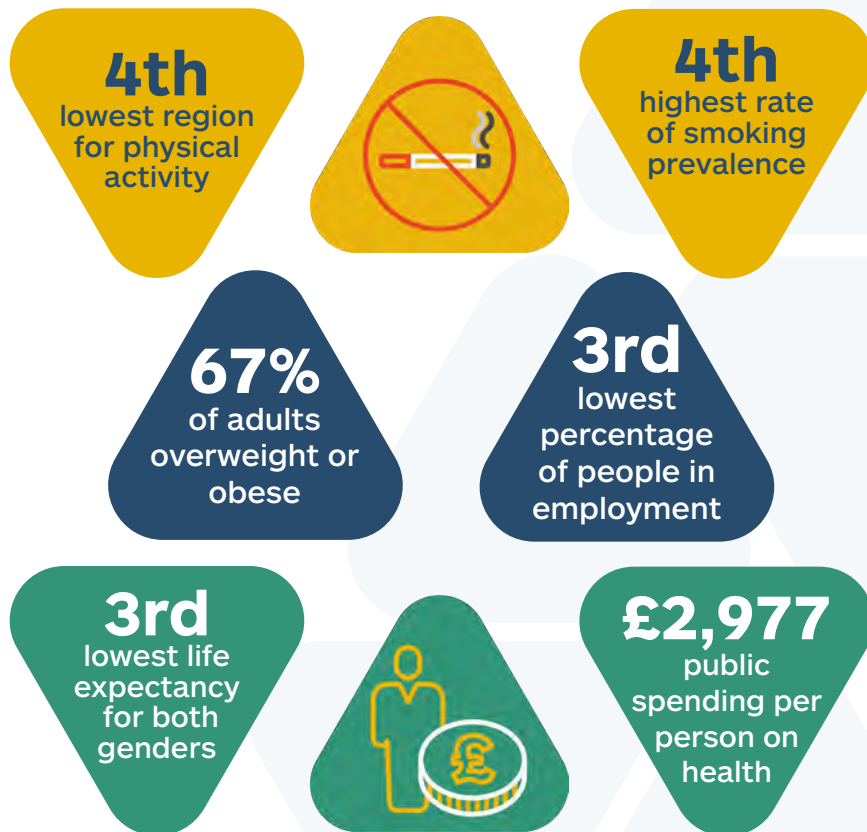 4th
lowest region
for physical
activity
4th
highest rate
of smoking
prevalence
67%
of adults
overweight or
obese
3rd
lowest
percentage
of people in
employment
3rd
lowest life
expectancy
for both
genders
£
£2,977
public
spending per
person on
health